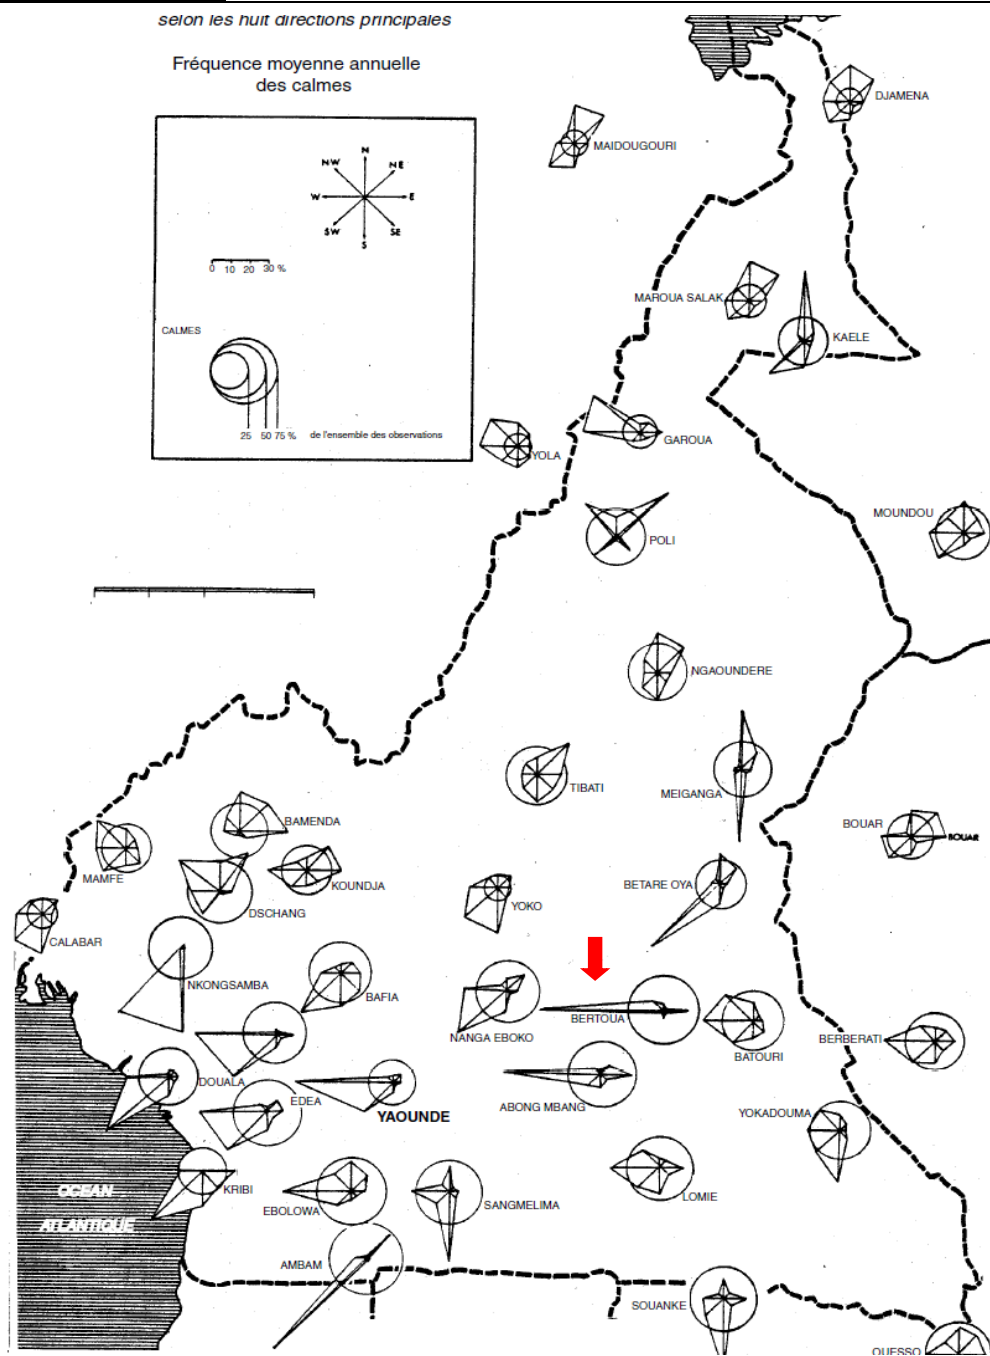 selon les huit directions principales
Fréquence moyenne annuelle
des calmes
N
NW
NE
W
E
SW
SE
S
0 10 20 30 %
CALMES
25 50 75 % de l'ensemble des observations
DJAMENA
MAIDOUGOURI
MAROUA SALAK
KAELE
GAROUA
YOLA
MOUNDOU
POLI
NGAOUNDERE
TIBATI
MEIGANGA
BAMENDA
BOUAR
BOUAR
MAMFE
KOUNDJA
BETARE OYA
DSCHANG
YOKO
CALABAR
NKONGSAMBA
BAFIA
BERTOUA
NANGA EBOKO
BATOURI
BERBERATI
DOUALA
EDEA
ABONG MBANG
YAOUNDE
YOKADOUMA
KRIBI
OCEAN
ATLANTIQUE
EBOLOWA
SANGMELIMA
LOMIE
AMBAM
SOUANKE
OUESSO